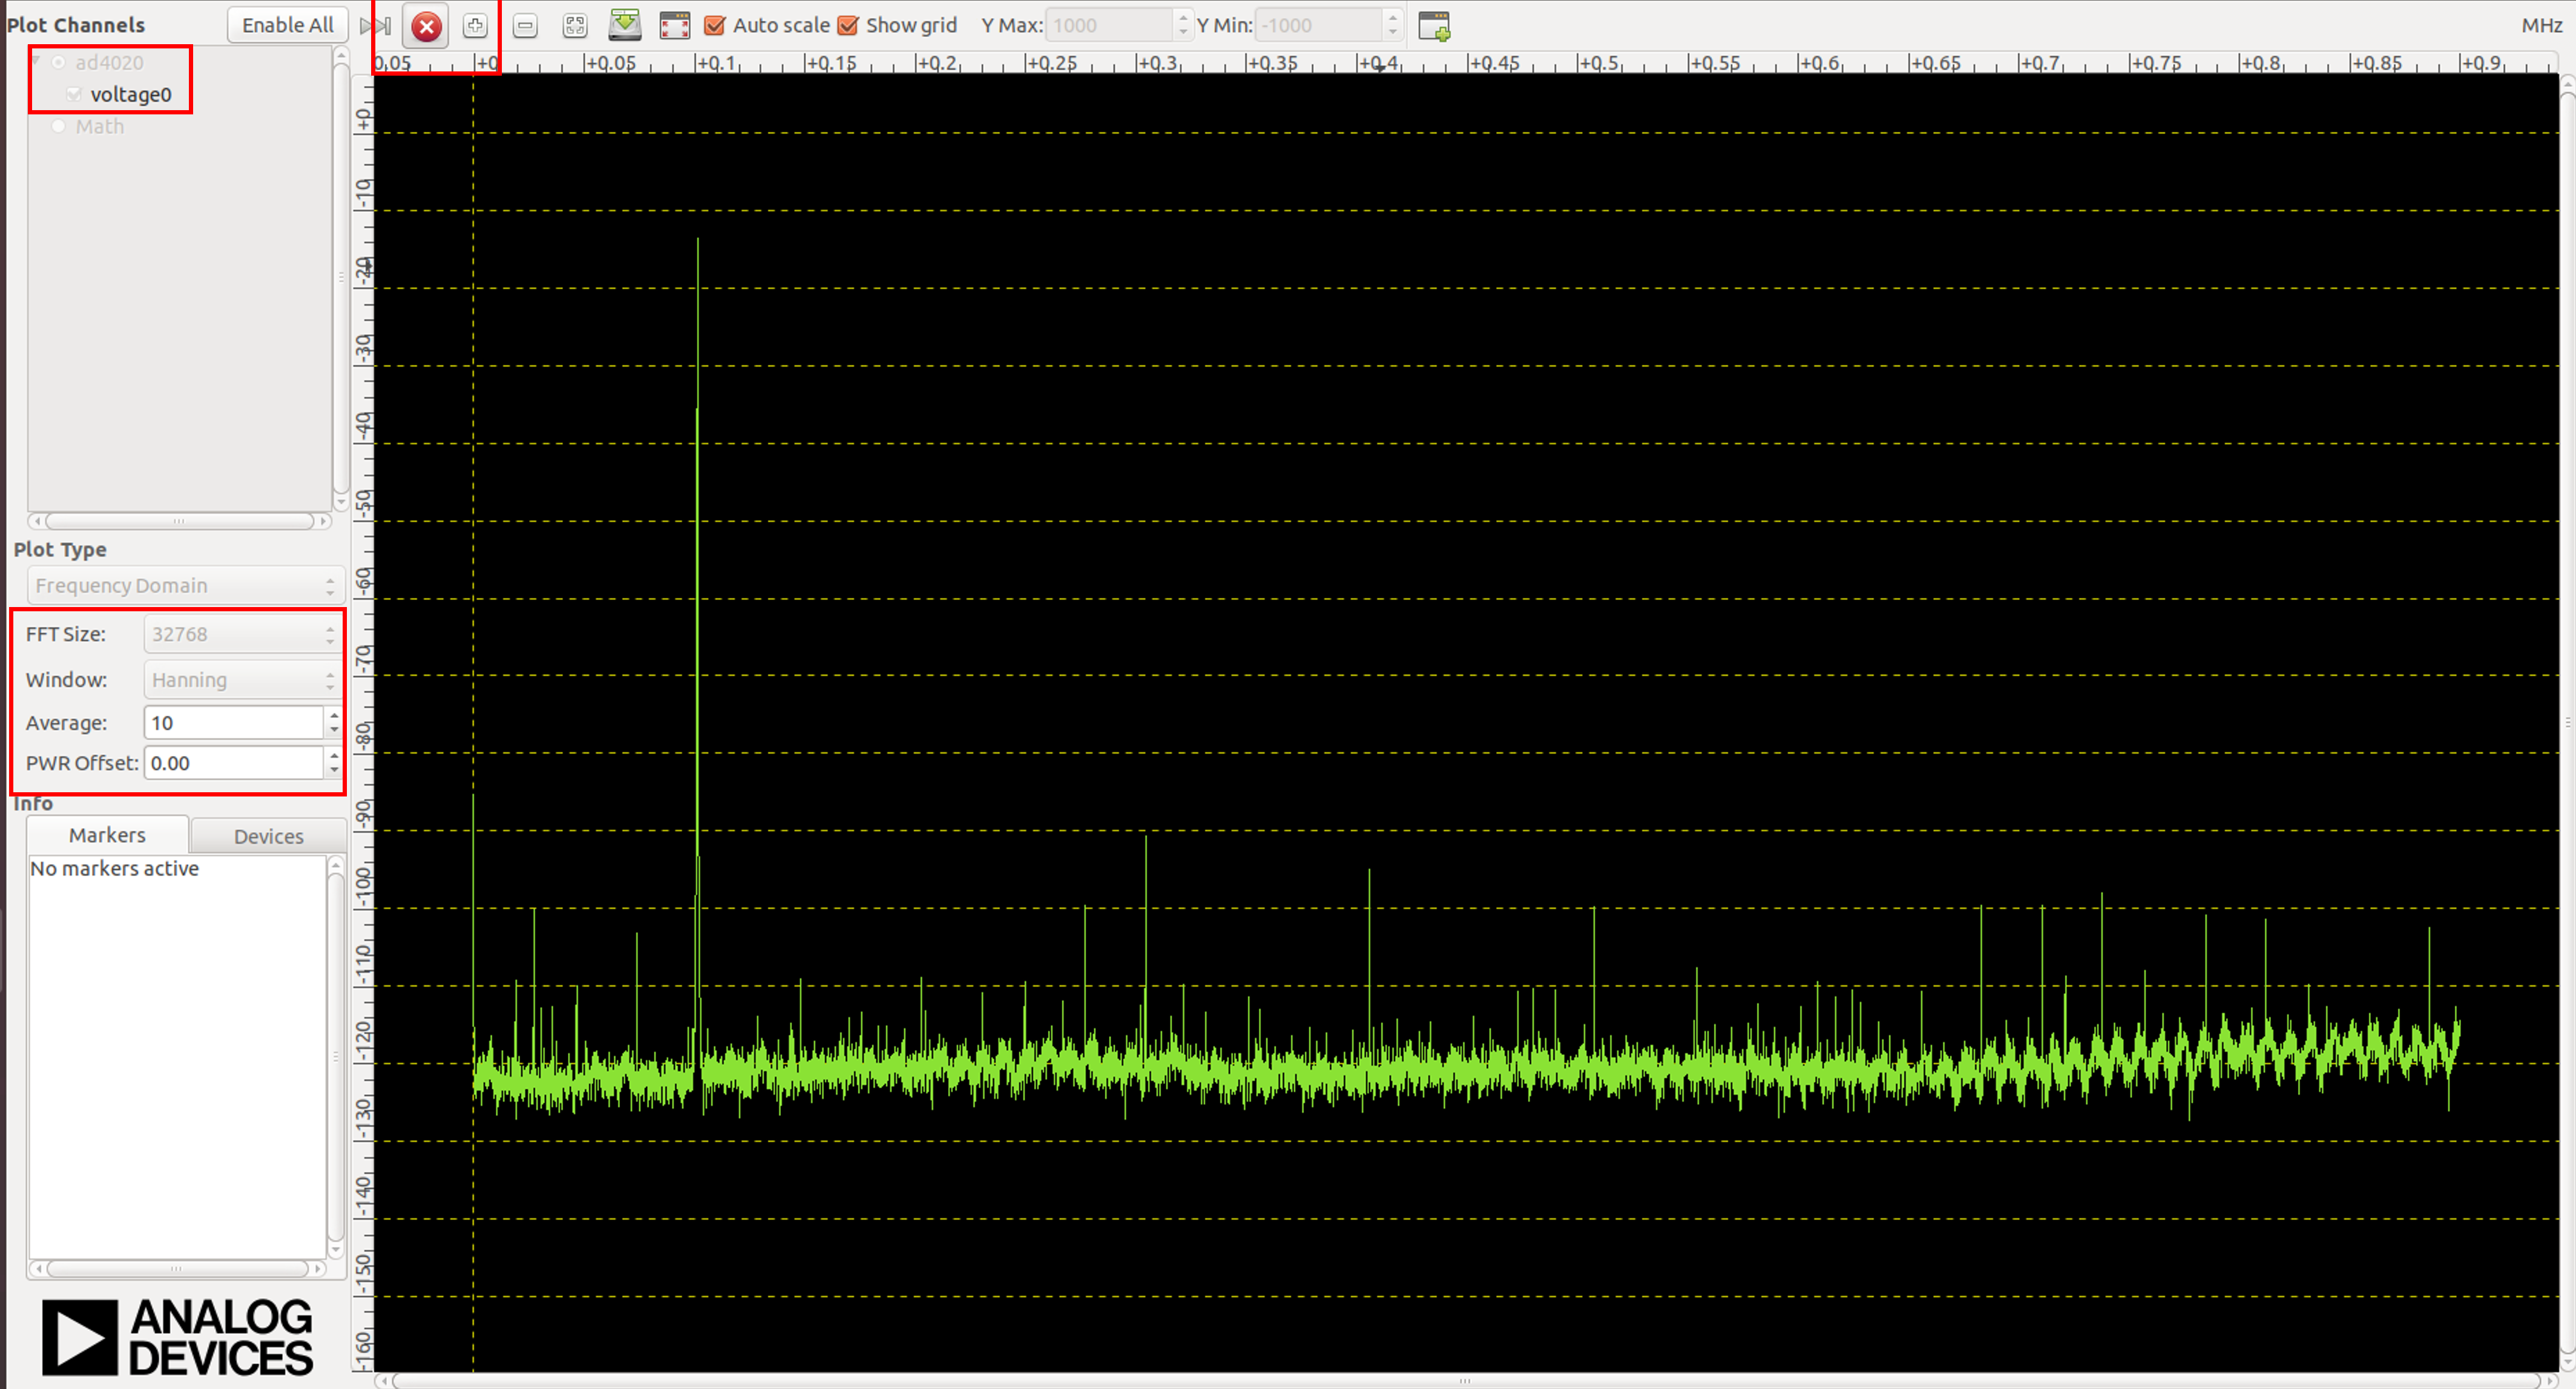 Plot Channels
Enable All
Auto scale
Show grid
Y Max:
1000
Y Min:
-1000
MHz
0.05 +0 +0.05 +0.1 +0.15 +0.2 +0.25 +0.3 +0.35 +0.4 +0.45 +0.5 +0.55 +0.6 +0.65 +0.7 +0.75 +0.8 +0.85 +0.9
ad4020
voltage0
Math
+0
-10
-20
-30
-40
-50
-60
-70
-80
-90
-100
-110
-120
-130
-140
-150
-160
Plot Type
Frequency Domain
FFT Size:
32768
Window:
Hanning
Average:
10
PWR Offset:
0.00
Info
Markers
Devices
No markers active
ANALOG
DEVICES